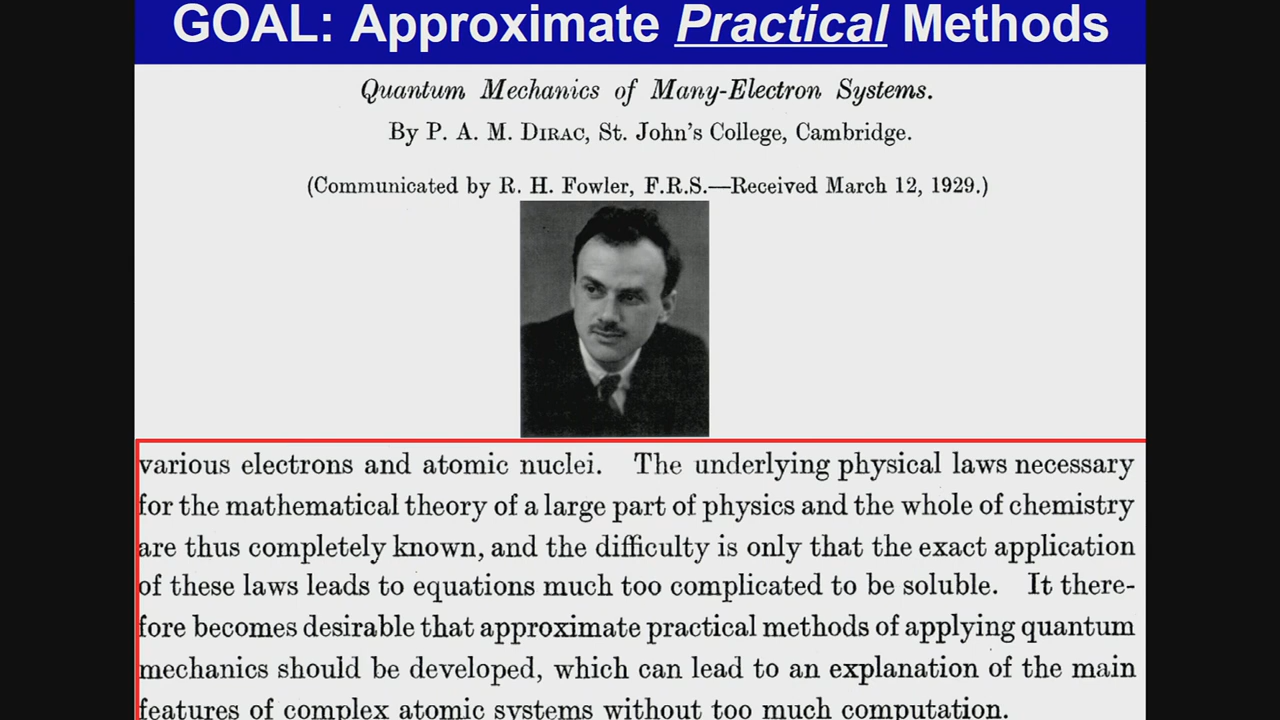 GOAL: Approximate Practical Methods
Quantum Mechanics of Many-Electron Systems.
By P. A. M. DIRAC, St. John's College, Cambridge.
(Communicated by R. H. Fowler, F.R.S.—Received March 12, 1929.)
various electrons and atomic nuclei. The underlying physical laws necessary
for the mathematical theory of a large part of physics and the whole of chemistry
are thus completely known, and the difficulty is only that the exact application
of these laws leads to equations much too complicated to be soluble. It there-
fore becomes desirable that approximate practical methods of applying quantum
mechanics should be developed, which can lead to an explanation of the main
features of complex atomic systems without too much computation.